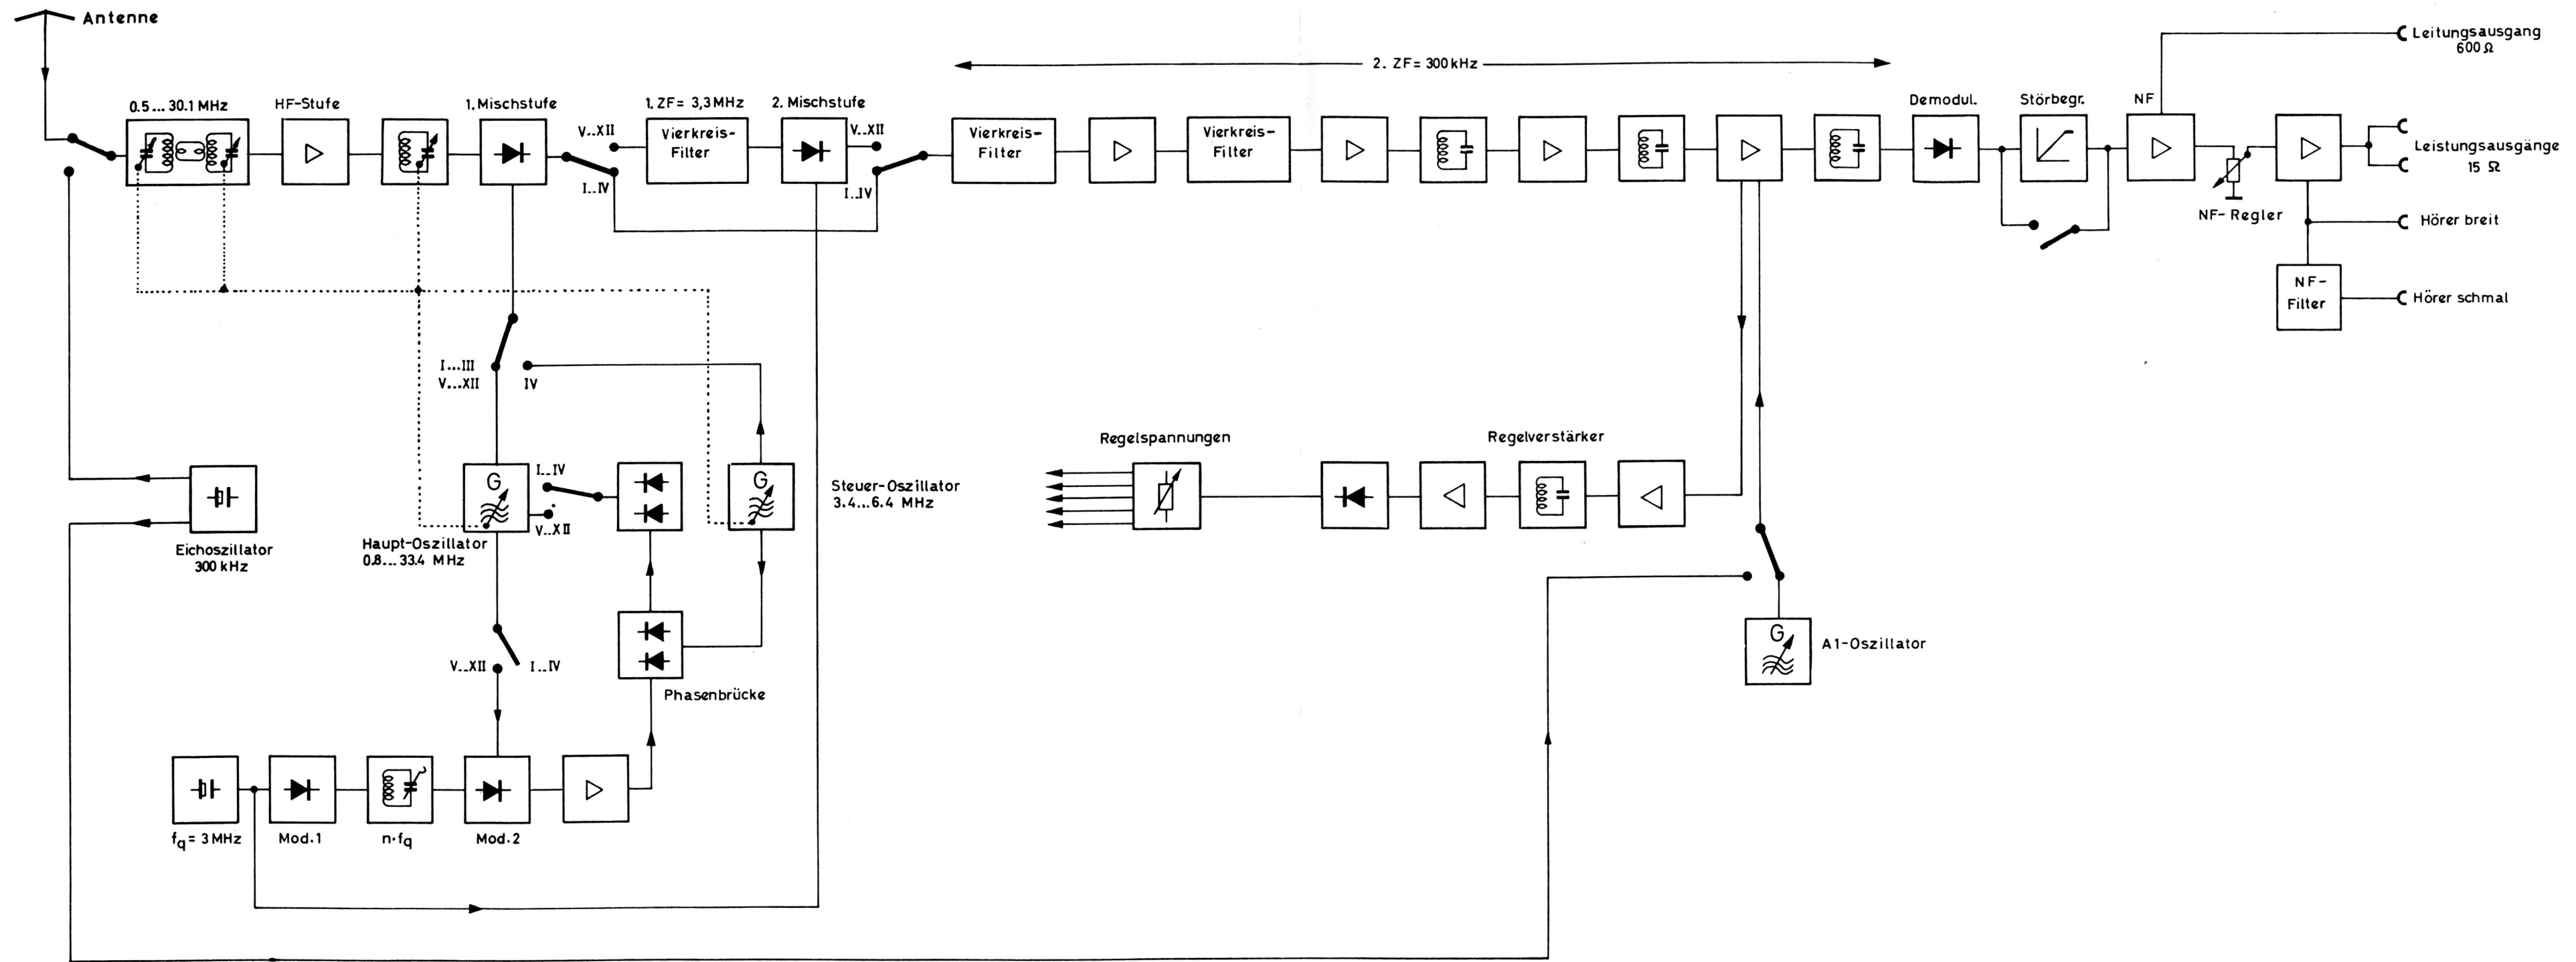 Antenne
Leitungsausgang
600 Ω
2. ZF = 300 kHz
0.5... 30.1 MHz
HF-Stufe
1. Mischstufe
1. ZF = 3,3 MHz
2. Mischstufe
Demodul.
Störbegr.
NF
V..XII
Vierkreis-
Filter
V..XII
Vierkreis-
Filter
Vierkreis-
Filter
Leistungsausgänge
15 Ω
I..IV
I..IV
NF-Regler
Hörer breit
NF-
Filter
Hörer schmal
I...III
V...XII
IV
Regelspannungen
Regelverstärker
G
I..IV
G
Steuer-Oszillator
3.4...6.4 MHz
V..XII
Haupt-Oszillator
0.8...33.4 MHz
Eichoszillator
300 kHz
G
A1-Oszillator
V..XII
I..IV
Phasenbrücke
fq = 3 MHz
Mod.1
n·fq
Mod.2